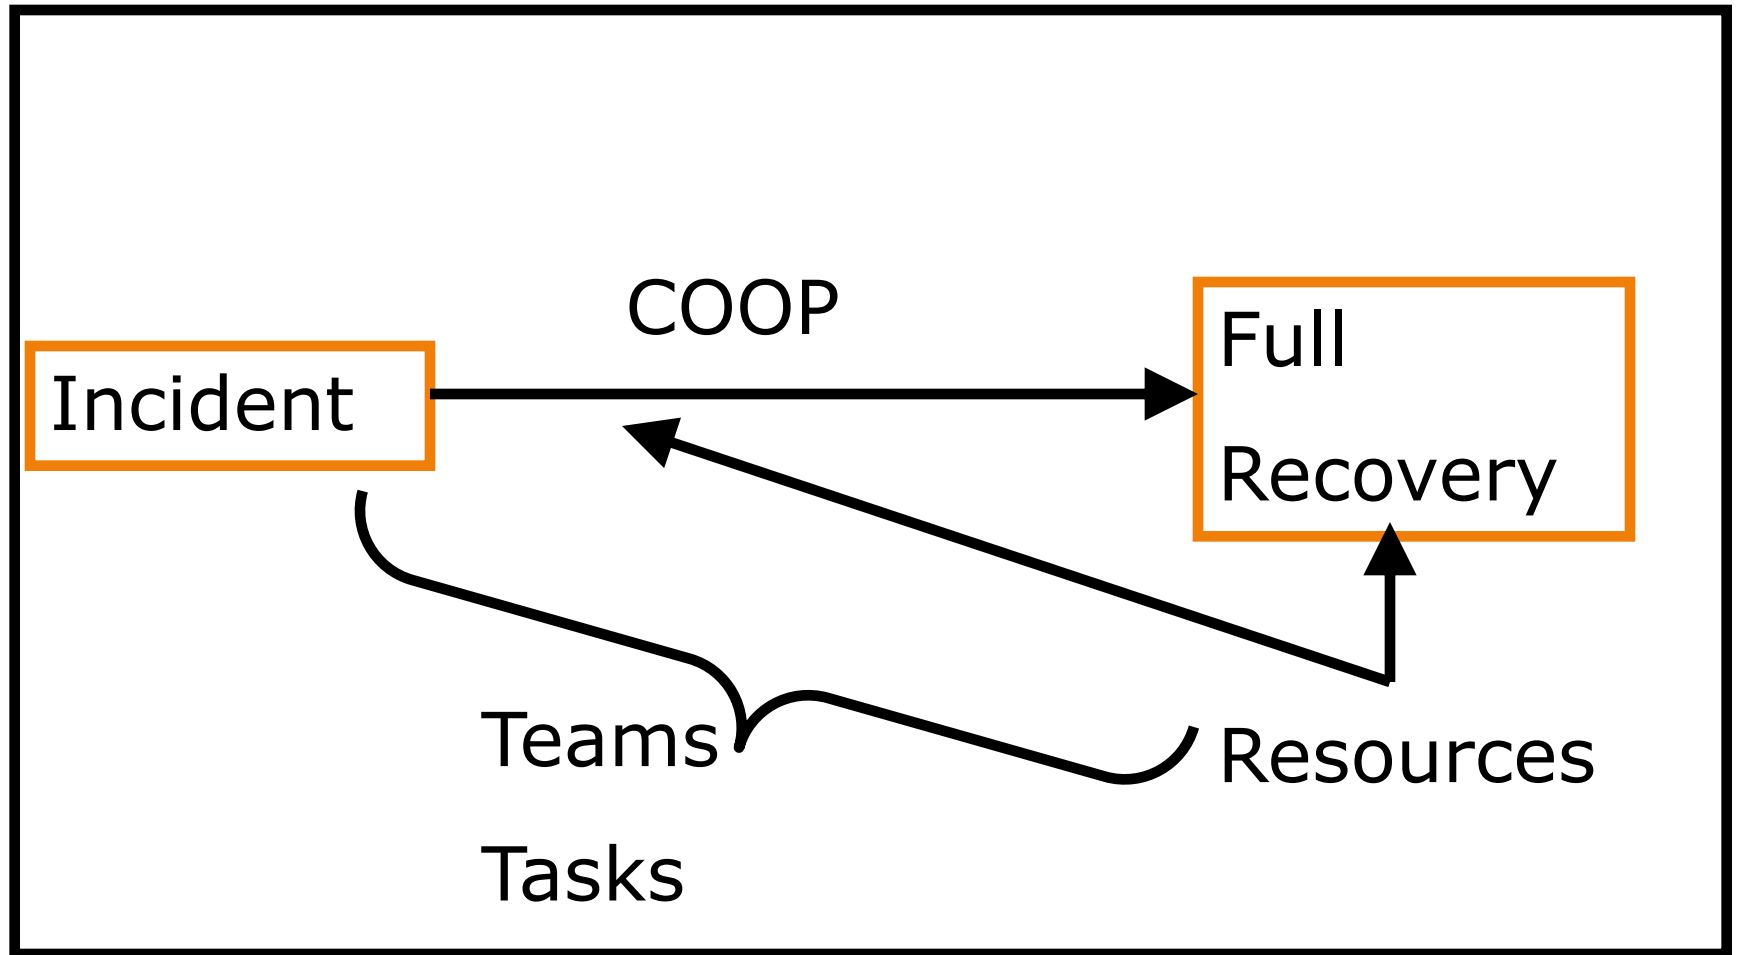 COOP
Incident
Full
Recovery
Teams
Resources
Tasks